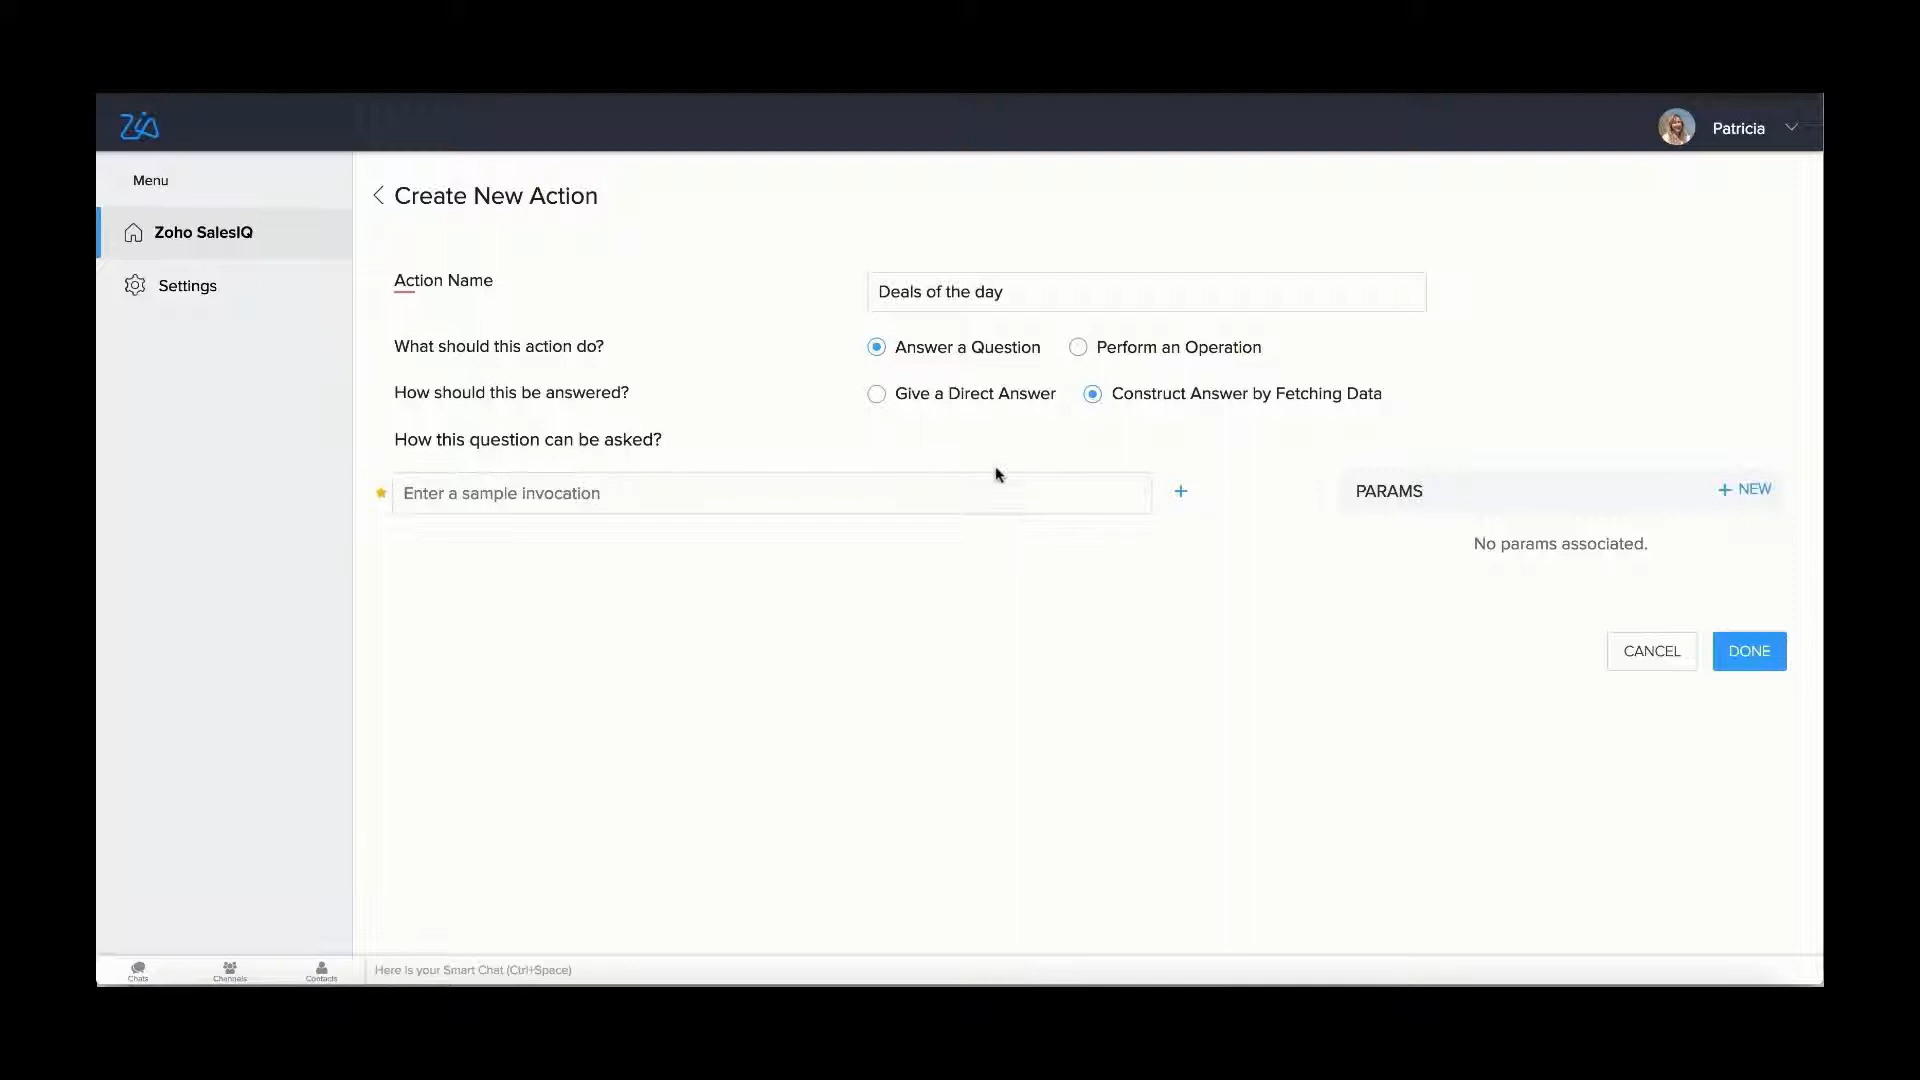 Zia
Patricia
Menu
Zoho SalesIQ
Settings
Create New Action
Action Name
Deals of the day
What should this action do?
Answer a Question
Perform an Operation
How should this be answered?
Give a Direct Answer
Construct Answer by Fetching Data
How this question can be asked?
Enter a sample invocation
+
PARAMS
+ NEW
No params associated.
CANCEL
DONE
Chats
Channels
Contacts
Here is your Smart Chat (Ctrl+Space)